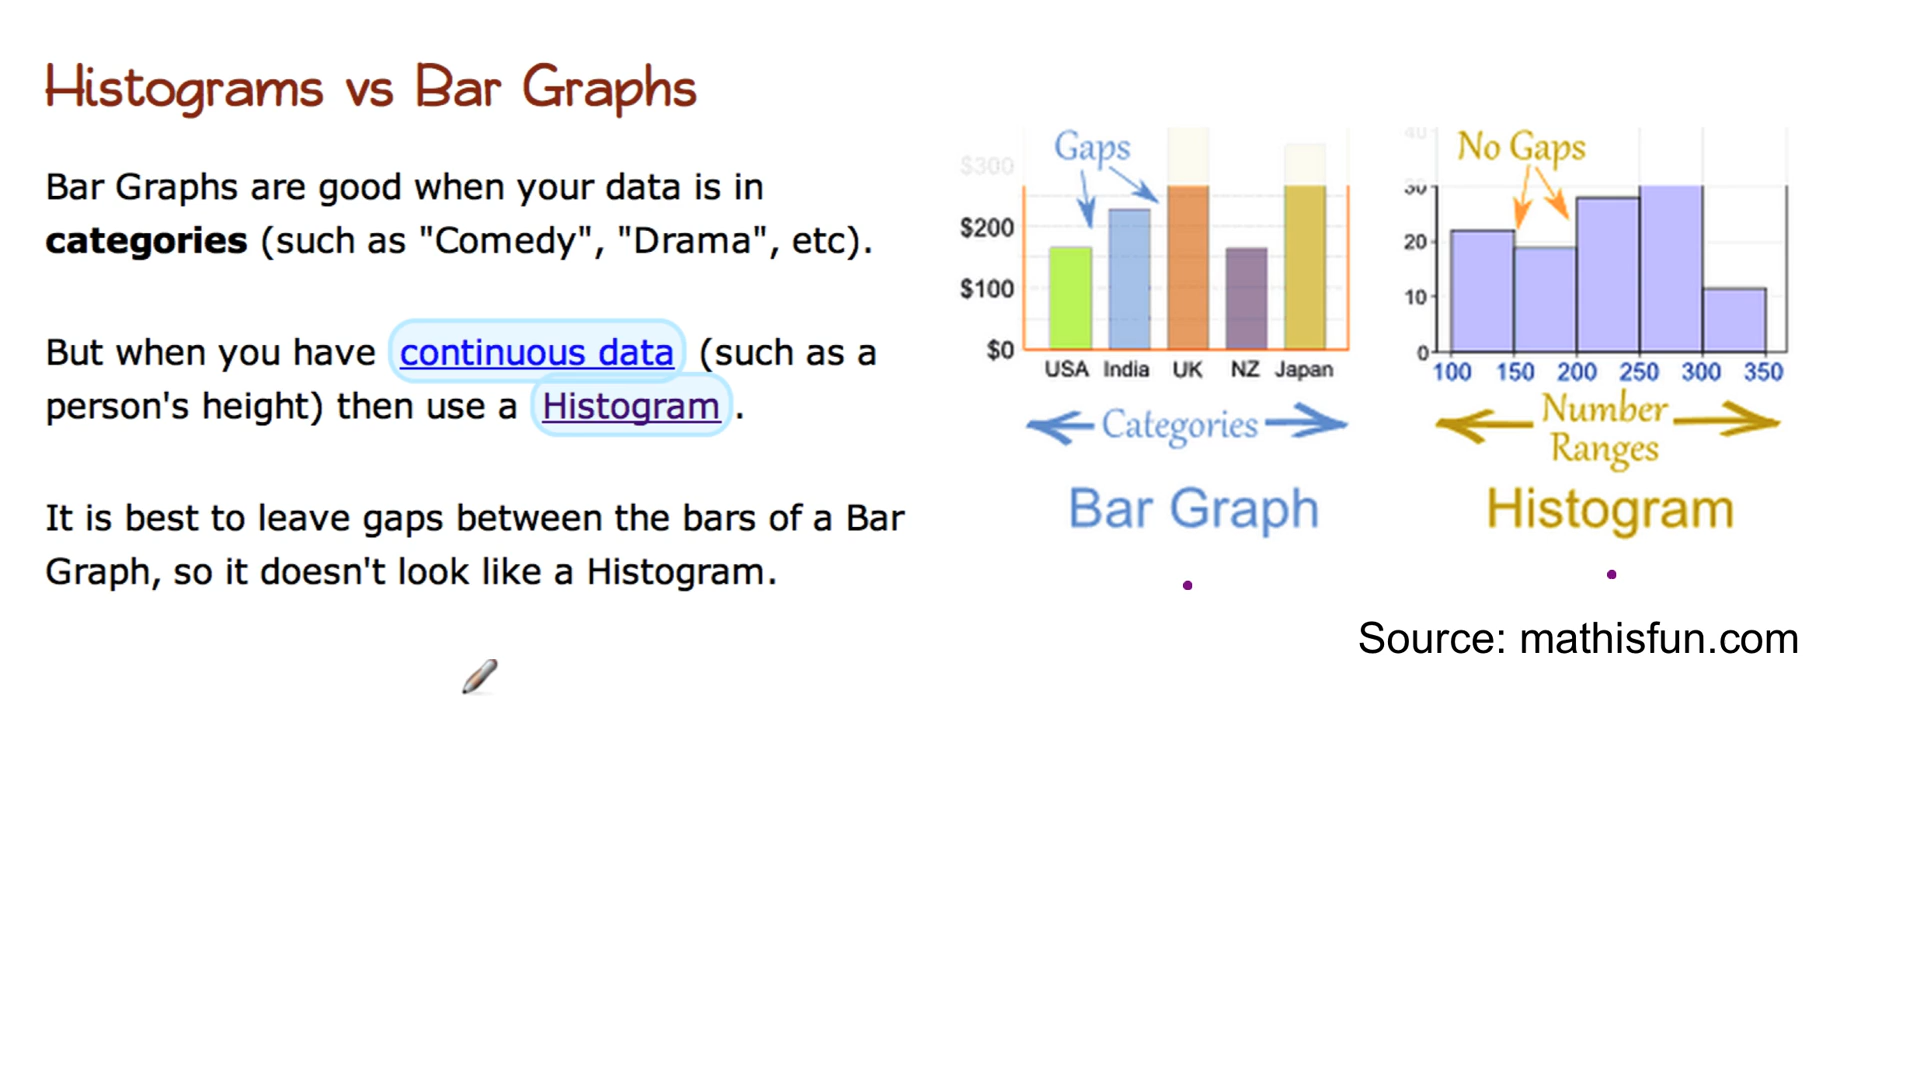 Histograms vs Bar Graphs
Bar Graphs are good when your data is in
categories (such as "Comedy", "Drama", etc).
But when you have continuous data (such as a
person's height) then use a Histogram.
It is best to leave gaps between the bars of a Bar
Graph, so it doesn't look like a Histogram.
Gaps
$300
$200
$100
$0
USA India UK NZ Japan
Categories
Bar Graph
No Gaps
40
30
20
10
0
100 150 200 250 300 350
Number
Ranges
Histogram
Source: mathisfun.com